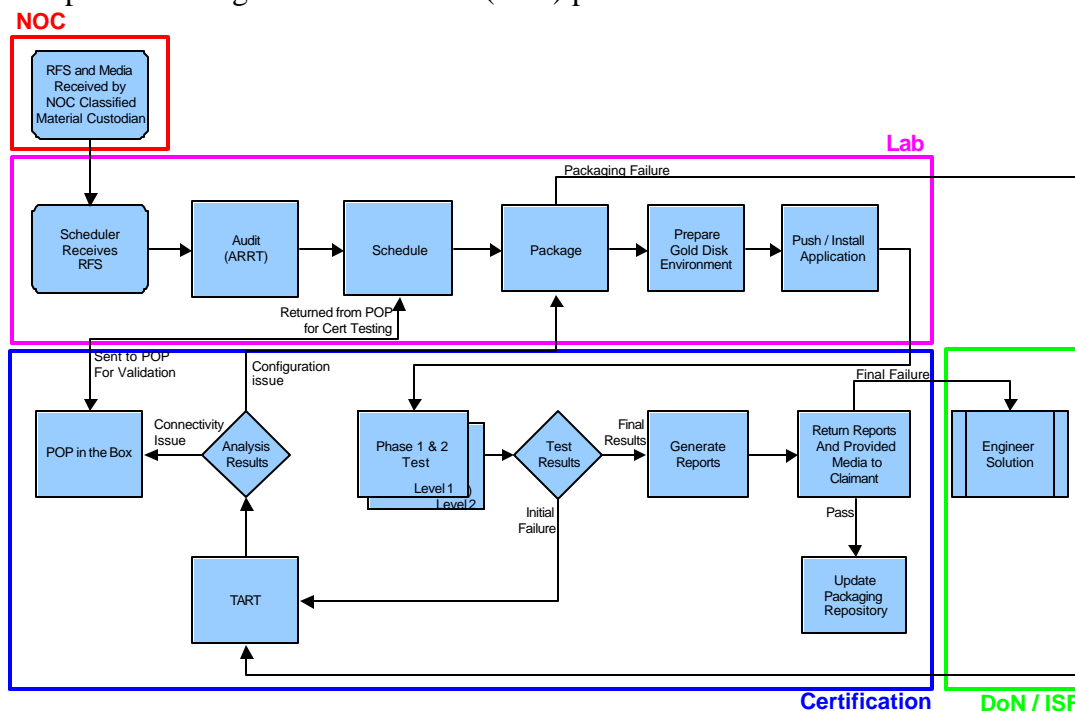 NOC
RFS and Media
Received by
NOC Classified
Material Custodian
Lab
Packaging Failure
Scheduler
Receives
RFS
Audit
(ARRT)
Schedule
Package
Prepare
Gold Disk
Environment
Push / Install
Application
Returned from POP
for Cert Testing
Sent to POP
For Validation
Configuration
issue
Final Failure
POP in the Box
Connectivity
Issue
Analysis
Results
Phase 1 & 2
Test
Level 1
Level 2
)
Test
Results
Final
Results
Generate
Reports
Return Reports
And Provided
Media to
Claimant
Engineer
Solution
Initial
Failure
Pass
TART
Update
Packaging
Repository
Certification
DoN / ISF